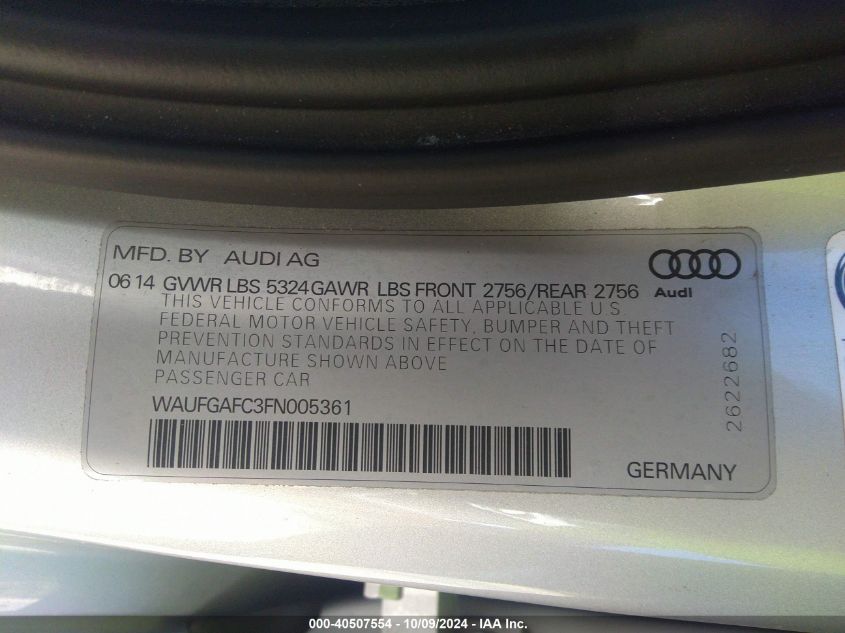 MFD. BY AUDI AG
06 14 GVWR LBS 5324 GAWR LBS FRONT 2756/REAR 2756
Audi
THIS VEHICLE CONFORMS TO ALL APPLICABLE U S
FEDERAL MOTOR VEHICLE SAFETY, BUMPER AND THEFT
PREVENTION STANDARDS IN EFFECT ON THE DATE OF
MANUFACTURE SHOWN ABOVE
PASSENGER CAR
WAUFGAFC3FN005361
2622682
GERMANY
000-40507554 - 10/09/2024 - IAA Inc.